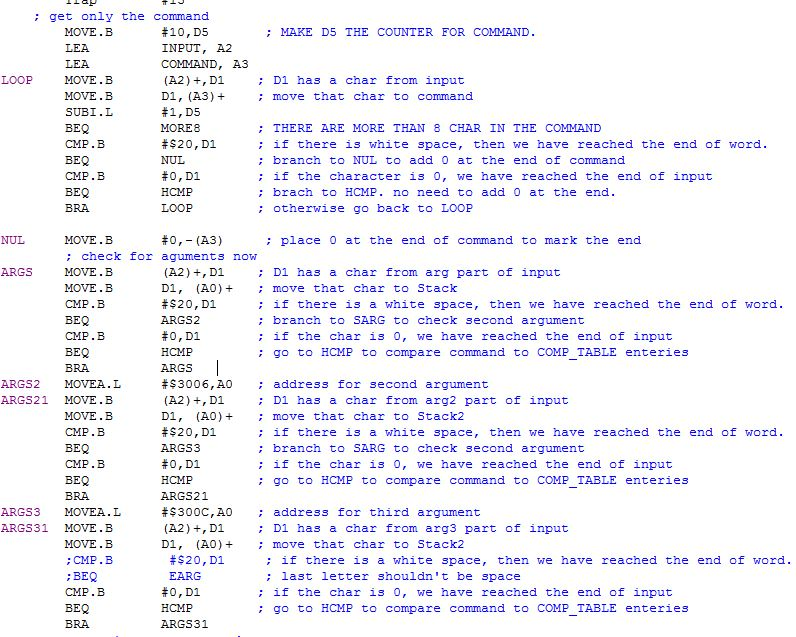 Trap #15
; get only the command
MOVE.B #10,D5 ; MAKE D5 THE COUNTER FOR COMMAND.
LEA INPUT, A2
LEA COMMAND, A3
LOOP MOVE.B (A2)+,D1 ; D1 has a char from input
MOVE.B D1,(A3)+ ; move that char to command
SUBI.L #1,D5
BEQ MORE8 ; THERE ARE MORE THAN 8 CHAR IN THE COMMAND
CMP.B #$20,D1 ; if there is white space, then we have reached the end of word.
BEQ NUL ; branch to NUL to add 0 at the end of command
CMP.B #0,D1 ; if the character is 0, we have reached the end of input
BEQ HCMP ; brach to HCMP. no need to add 0 at the end.
BRA LOOP ; otherwise go back to LOOP
NUL MOVE.B #0,-(A3) ; place 0 at the end of command to mark the end
; check for aguments now
ARGS MOVE.B (A2)+,D1 ; D1 has a char from arg part of input
MOVE.B D1, (A0)+ ; move that char to Stack
CMP.B #$20,D1 ; if there is a white space, then we have reached the end of word.
BEQ ARGS2 ; branch to SARG to check second argument
CMP.B #0,D1 ; if the char is 0, we have reached the end of input
BEQ HCMP ; go to HCMP to compare command to COMP_TABLE enteries
BRA ARGS
ARGS2 MOVEA.L #$3006,A0 ; address for second argument
ARGS21 MOVE.B (A2)+,D1 ; D1 has a char from arg2 part of input
MOVE.B D1, (A0)+ ; move that char to Stack2
CMP.B #$20,D1 ; if there is a white space, then we have reached the end of word.
BEQ ARGS3 ; branch to SARG to check second argument
CMP.B #0,D1 ; if the char is 0, we have reached the end of input
BEQ HCMP ; go to HCMP to compare command to COMP_TABLE enteries
BRA ARGS21
ARGS3 MOVEA.L #$300C,A0 ; address for third argument
ARGS31 MOVE.B (A2)+,D1 ; D1 has a char from arg3 part of input
MOVE.B D1, (A0)+ ; move that char to Stack2
;CMP.B #$20,D1 ; if there is a white space, then we have reached the end of word.
;BEQ EARG ; last letter shouldn't be space
CMP.B #0,D1 ; if the char is 0, we have reached the end of input
BEQ HCMP ; go to HCMP to compare command to COMP_TABLE enteries
BRA ARGS31